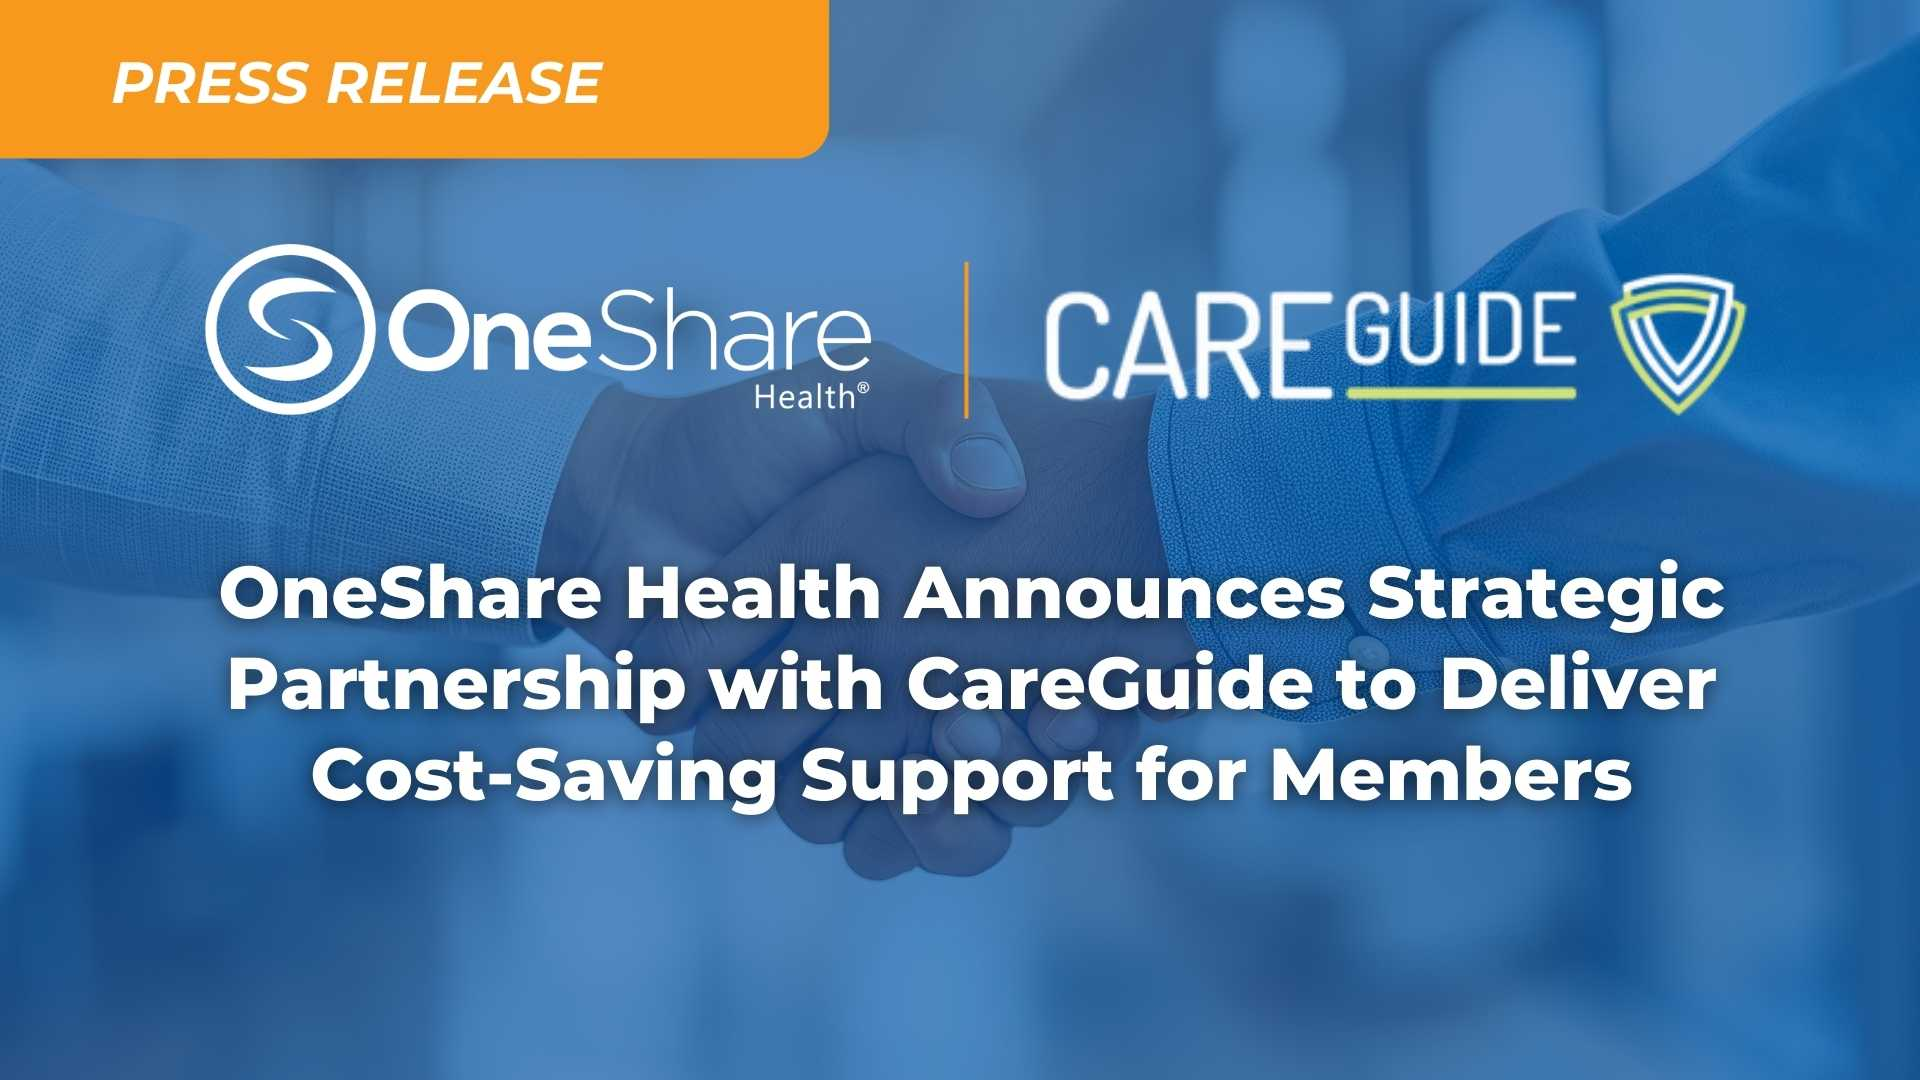 PRESS RELEASE
OneShare
Health®
CARE GUIDE
OneShare Health Announces Strategic
Partnership with CareGuide to Deliver
Cost-Saving Support for Members